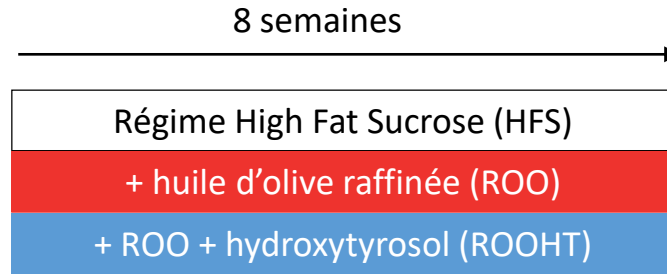 8 semaines
Régime High Fat Sucrose (HFS)
+ huile d’olive raffinée (ROO)
+ ROO + hydroxytyrosol (ROOHT)